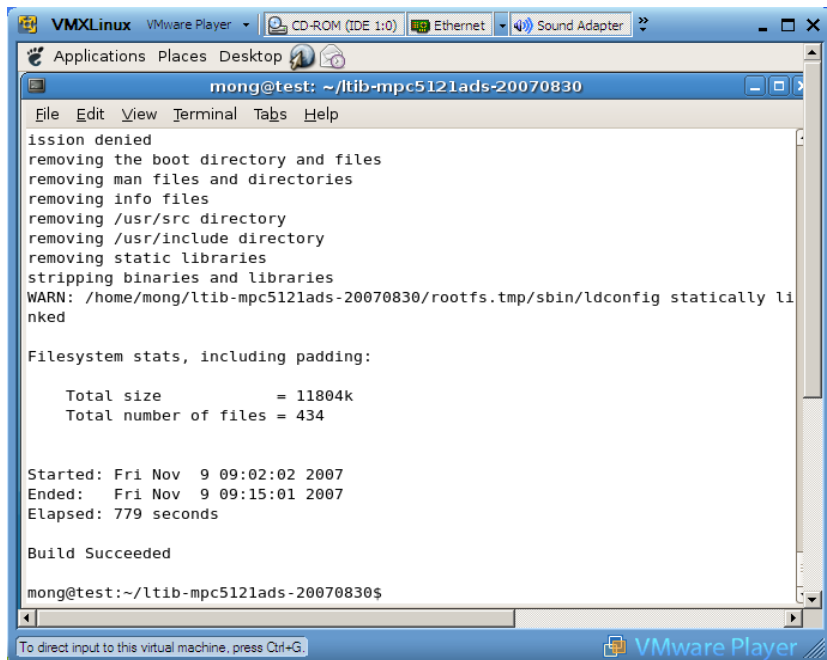 VMXLinux VMware Player CD-ROM (IDE 1:0) Ethernet Sound Adapter
Applications Places Desktop
mong@test: ~/ltib-mpc5121ads-20070830
File Edit View Terminal Tabs Help
ission denied
removing the boot directory and files
removing man files and directories
removing info files
removing /usr/src directory
removing /usr/include directory
removing static libraries
stripping binaries and libraries
WARN: /home/mong/ltib-mpc5121ads-20070830/rootfs.tmp/sbin/ldconfig statically li
nked
Filesystem stats, including padding:
Total size = 11804k
Total number of files = 434
Started: Fri Nov 9 09:02:02 2007
Ended: Fri Nov 9 09:15:01 2007
Elapsed: 779 seconds
Build Succeeded
mong@test:~/ltib-mpc5121ads-20070830$
To direct input to this virtual machine, press Ctrl+G. VMware Player